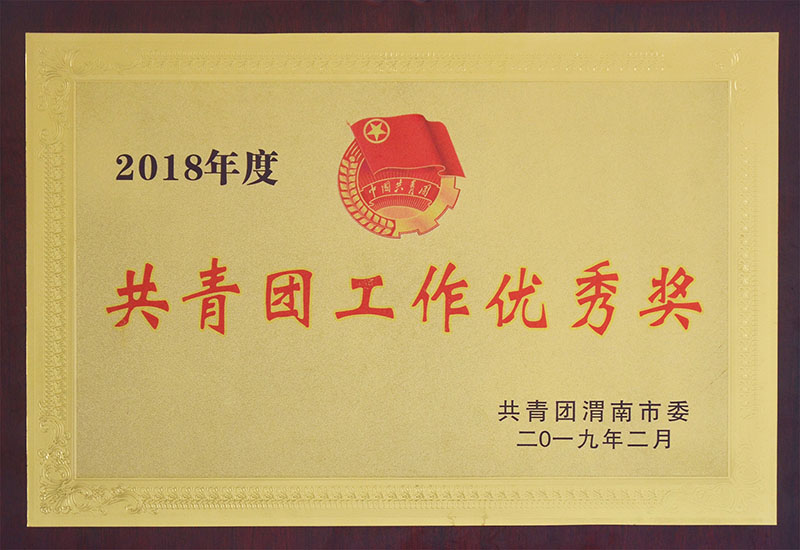 2018年度
中国共青团
共青团工作优秀奖
共青团渭南市委
二0一九年二月